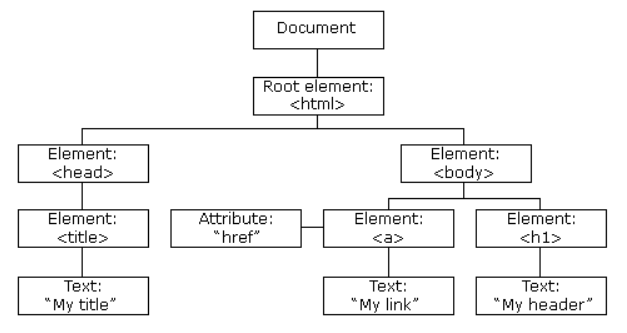 Document
Root element:
<html>
Element:
<head>
Element:
<body>
Element:
<title>
Attribute:
“href”
Element:
<a>
Element:
<h1>
Text:
“My title”
Text:
“My link”
Text:
“My header”